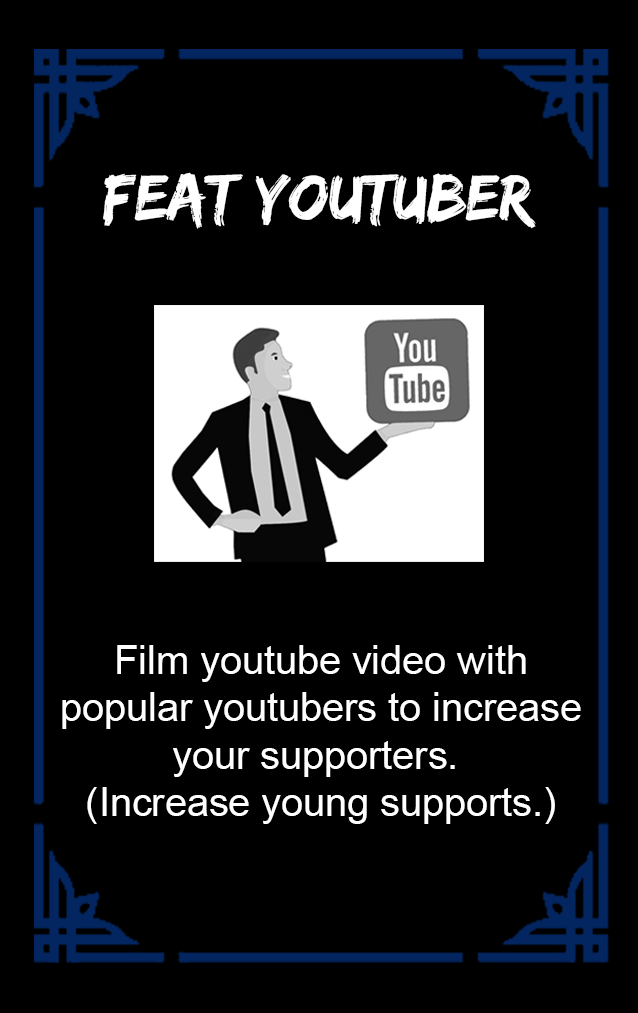 FEAT YOUTUBER
You
Tube
Film youtube video with
popular youtubers to increase
your supporters.
(Increase young supports.)